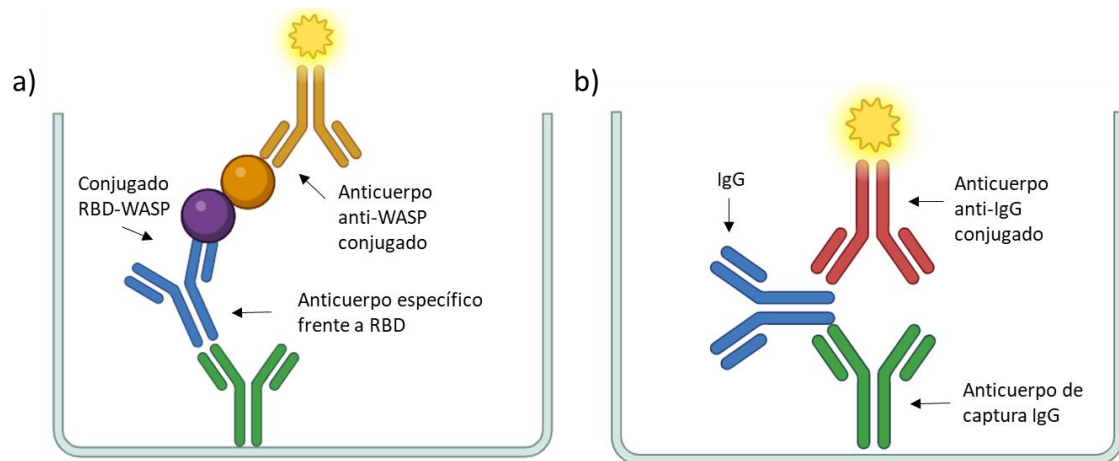 a)
Conjugado
RBD-WASP
Anticuerpo
anti-WASP
conjugado
Anticuerpo específico
frente a RBD
b)
IgG
Anticuerpo
anti-IgG
conjugado
Anticuerpo de
captura IgG